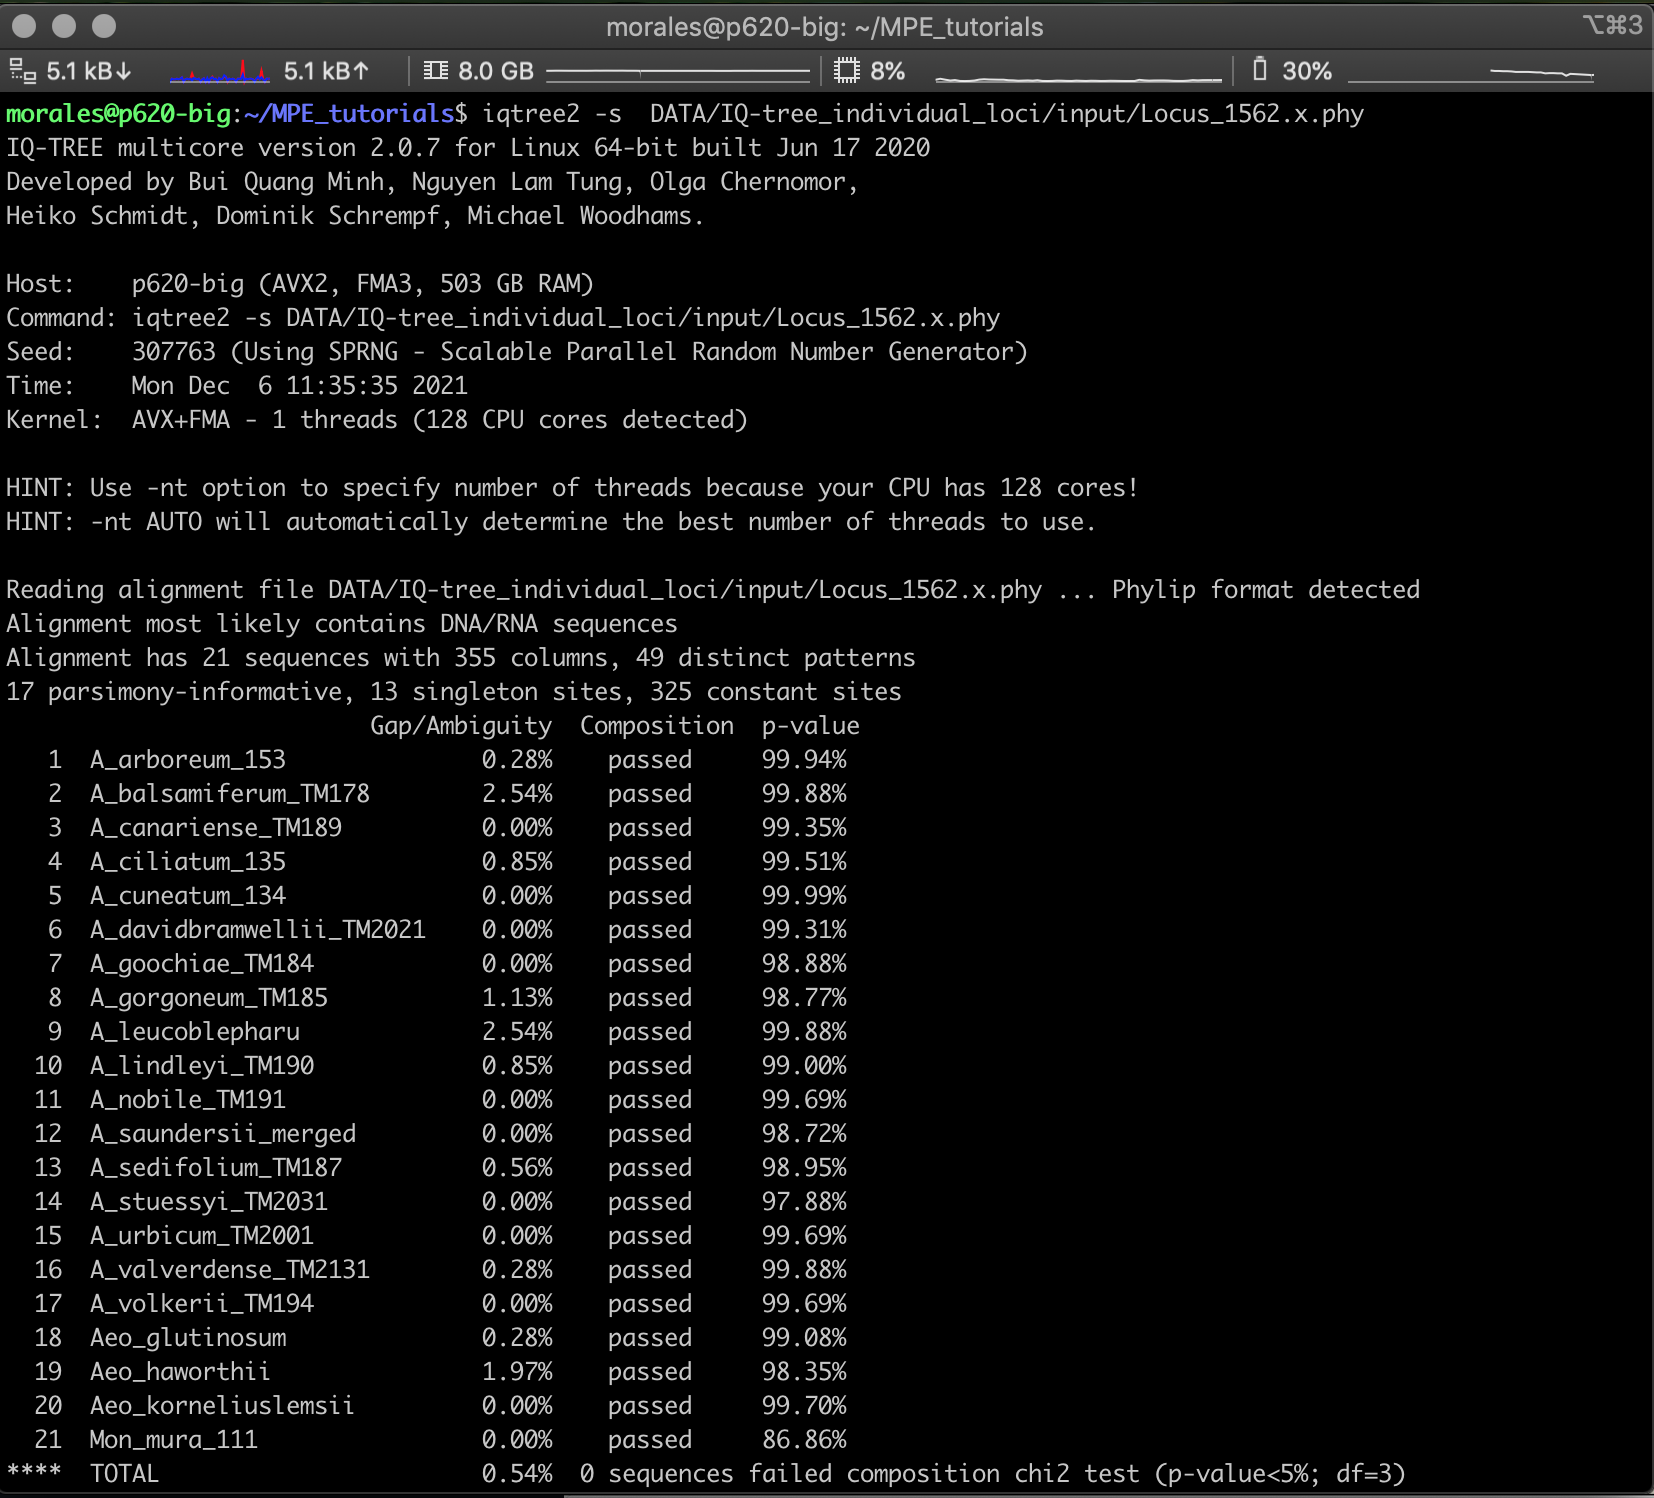 morales@p620-big: ~/MPE_tutorials
⌥⌘3
5.1 kB↓ 5.1 kB↑ 8.0 GB 8% 30%
morales@p620-big:~/MPE_tutorials$ iqtree2 -s  DATA/IQ-tree_individual_loci/input/Locus_1562.x.phy
IQ-TREE multicore version 2.0.7 for Linux 64-bit built Jun 17 2020
Developed by Bui Quang Minh, Nguyen Lam Tung, Olga Chernomor,
Heiko Schmidt, Dominik Schrempf, Michael Woodhams.
Host:    p620-big (AVX2, FMA3, 503 GB RAM)
Command: iqtree2 -s DATA/IQ-tree_individual_loci/input/Locus_1562.x.phy
Seed:    307763 (Using SPRNG - Scalable Parallel Random Number Generator)
Time:    Mon Dec  6 11:35:35 2021
Kernel:  AVX+FMA - 1 threads (128 CPU cores detected)
HINT: Use -nt option to specify number of threads because your CPU has 128 cores!
HINT: -nt AUTO will automatically determine the best number of threads to use.
Reading alignment file DATA/IQ-tree_individual_loci/input/Locus_1562.x.phy ... Phylip format detected
Alignment most likely contains DNA/RNA sequences
Alignment has 21 sequences with 355 columns, 49 distinct patterns
17 parsimony-informative, 13 singleton sites, 325 constant sites
                          Gap/Ambiguity  Composition  p-value
   1  A_arboreum_153              0.28%    passed     99.94%
   2  A_balsamiferum_TM178        2.54%    passed     99.88%
   3  A_canariense_TM189          0.00%    passed     99.35%
   4  A_ciliatum_135              0.85%    passed     99.51%
   5  A_cuneatum_134              0.00%    passed     99.99%
   6  A_davidbramwellii_TM2021    0.00%    passed     99.31%
   7  A_goochiae_TM184            0.00%    passed     98.88%
   8  A_gorgoneum_TM185           1.13%    passed     98.77%
   9  A_leucoblepharu             2.54%    passed     99.88%
  10  A_lindleyi_TM190            0.85%    passed     99.00%
  11  A_nobile_TM191              0.00%    passed     99.69%
  12  A_saundersii_merged         0.00%    passed     98.72%
  13  A_sedifolium_TM187          0.56%    passed     98.95%
  14  A_stuessyi_TM2031           0.00%    passed     97.88%
  15  A_urbicum_TM2001            0.00%    passed     99.69%
  16  A_valverdense_TM2131        0.28%    passed     99.88%
  17  A_volkerii_TM194            0.00%    passed     99.69%
  18  Aeo_glutinosum              0.28%    passed     99.08%
  19  Aeo_haworthii               1.97%    passed     98.35%
  20  Aeo_korneliuslemsii         0.00%    passed     99.70%
  21  Mon_mura_111                0.00%    passed     86.86%
****  TOTAL                       0.54%  0 sequences failed composition chi2 test (p-value<5%; df=3)